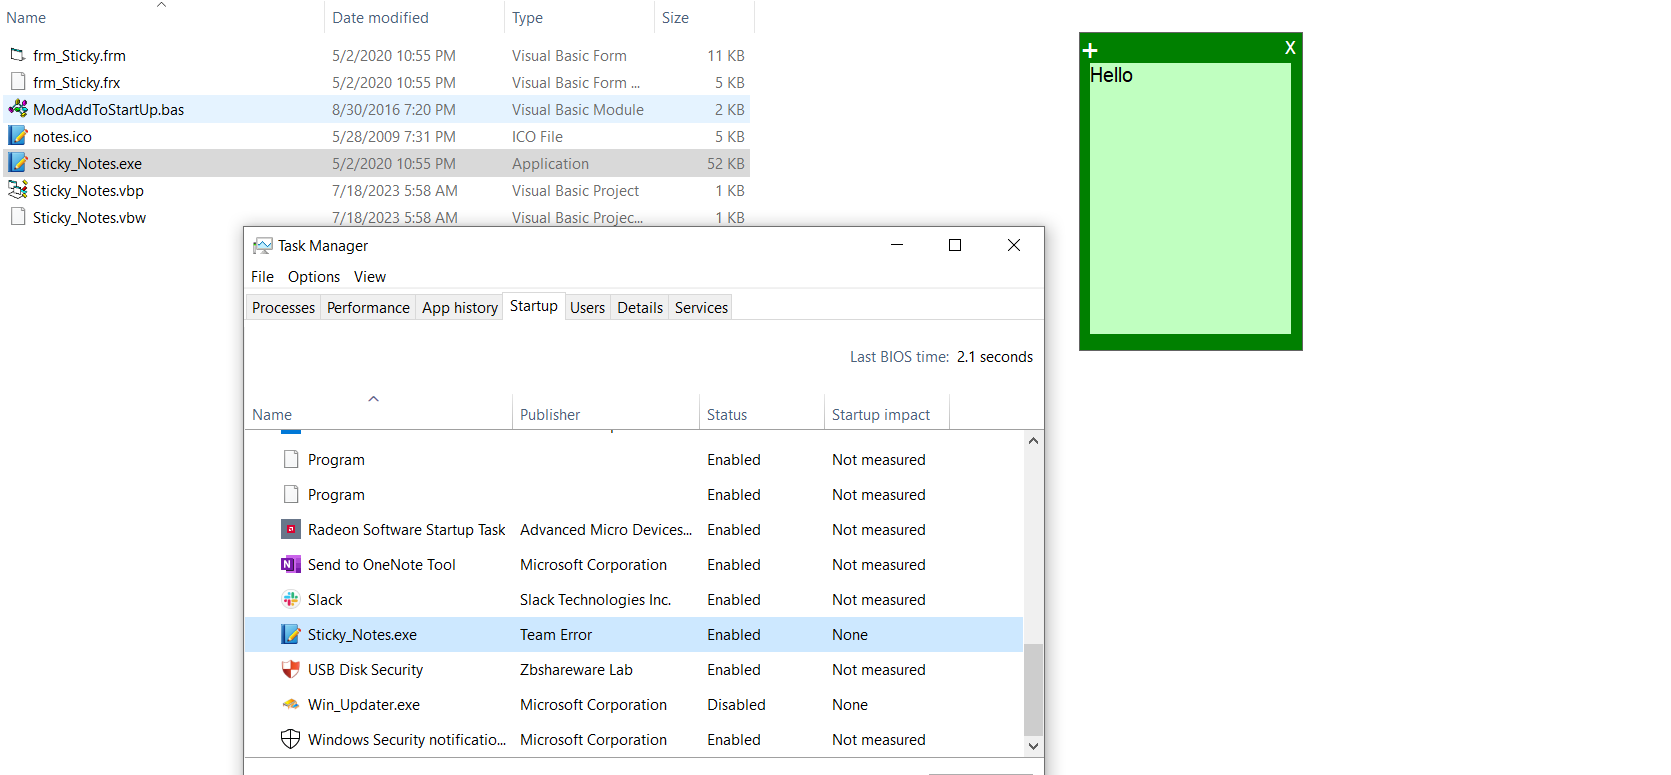 Name Date modified Type Size
frm_Sticky.frm 5/2/2020 10:55 PM Visual Basic Form 11 KB
frm_Sticky.frx 5/2/2020 10:55 PM Visual Basic Form ... 5 KB
ModAddToStartUp.bas 8/30/2016 7:20 PM Visual Basic Module 2 KB
notes.ico 5/28/2009 7:31 PM ICO File 5 KB
Sticky_Notes.exe 5/2/2020 10:55 PM Application 52 KB
Sticky_Notes.vbp 7/18/2023 5:58 AM Visual Basic Project 1 KB
Sticky_Notes.vbw 7/18/2023 5:58 AM Visual Basic Projec... 1 KB
+ X
Hello
Task Manager
File Options View
Processes Performance App history Startup Users Details Services
Last BIOS time: 2.1 seconds
Name Publisher Status Startup impact
Program Enabled Not measured
Program Enabled Not measured
Radeon Software Startup Task Advanced Micro Devices... Enabled Not measured
Send to OneNote Tool Microsoft Corporation Enabled Not measured
Slack Slack Technologies Inc. Enabled Not measured
Sticky_Notes.exe Team Error Enabled None
USB Disk Security Zbshareware Lab Enabled Not measured
Win_Updater.exe Microsoft Corporation Disabled None
Windows Security notificatio... Microsoft Corporation Enabled Not measured